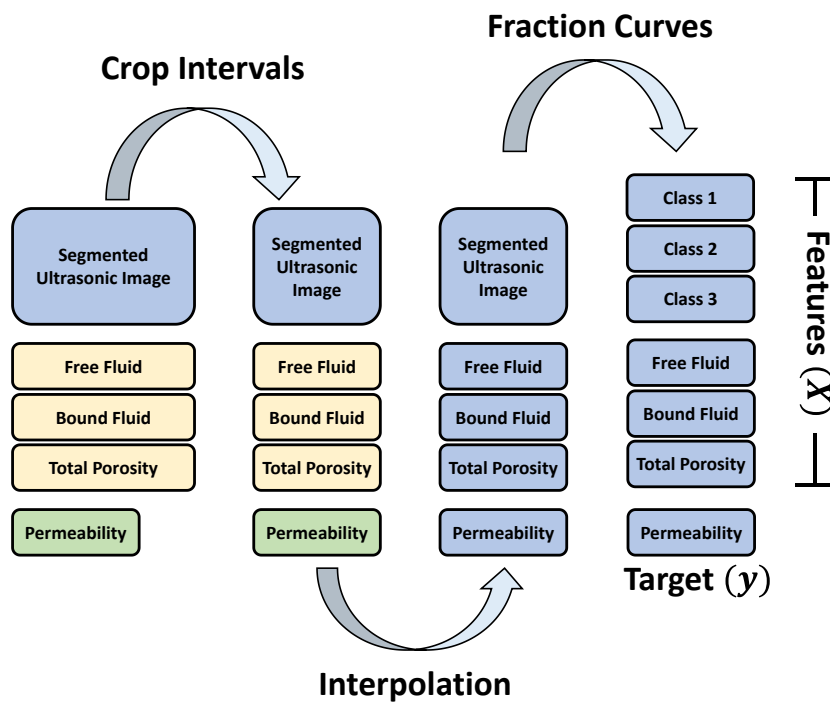 Fraction Curves
Crop Intervals
Segmented
Ultrasonic Image
Free Fluid
Bound Fluid
Total Porosity
Permeability
Segmented
Ultrasonic
Image
Free Fluid
Bound Fluid
Total Porosity
Permeability
Segmented
Ultrasonic
Image
Free Fluid
Bound Fluid
Total Porosity
Permeability
Class 1
Class 2
Class 3
Free Fluid
Bound Fluid
Total Porosity
Permeability
Features (X)
Target (y)
Interpolation